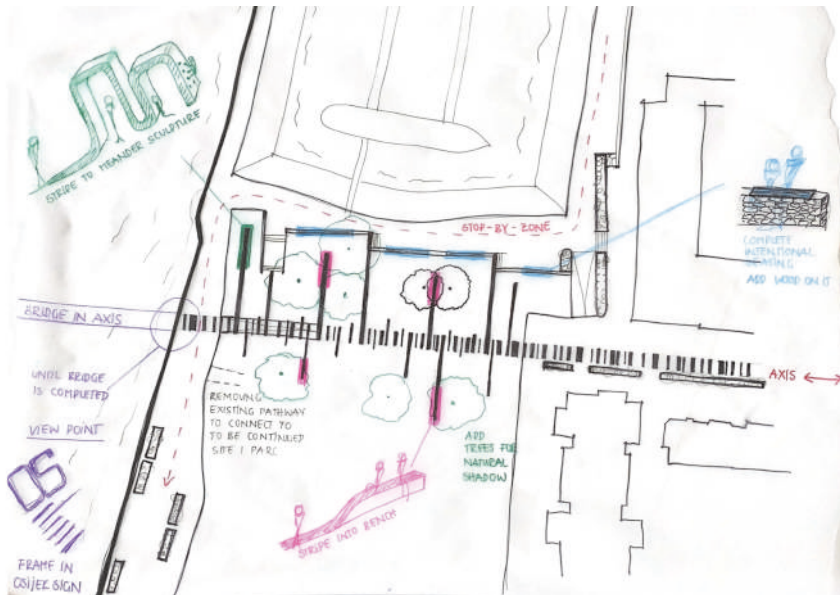 STRIPE TO MEANDER SCULPTURE
STOP-BY-ZONE
COMPLETE
INTENTIONAL
SEATING
ADD WOOD ON IT
BRIDGE IN AXIS
UNTIL BRIDGE
IS COMPLETED
VIEW POINT
OS
FRAME IN
OSIJEK SIGN
REMOVING
EXISTING PATHWAY
TO CONNECT TO
TO BE CONTINUED
SITE 1 PARC
ADD
TREES FOR
NATURAL
SHADOW
STRIPE INTO BENCH
AXIS